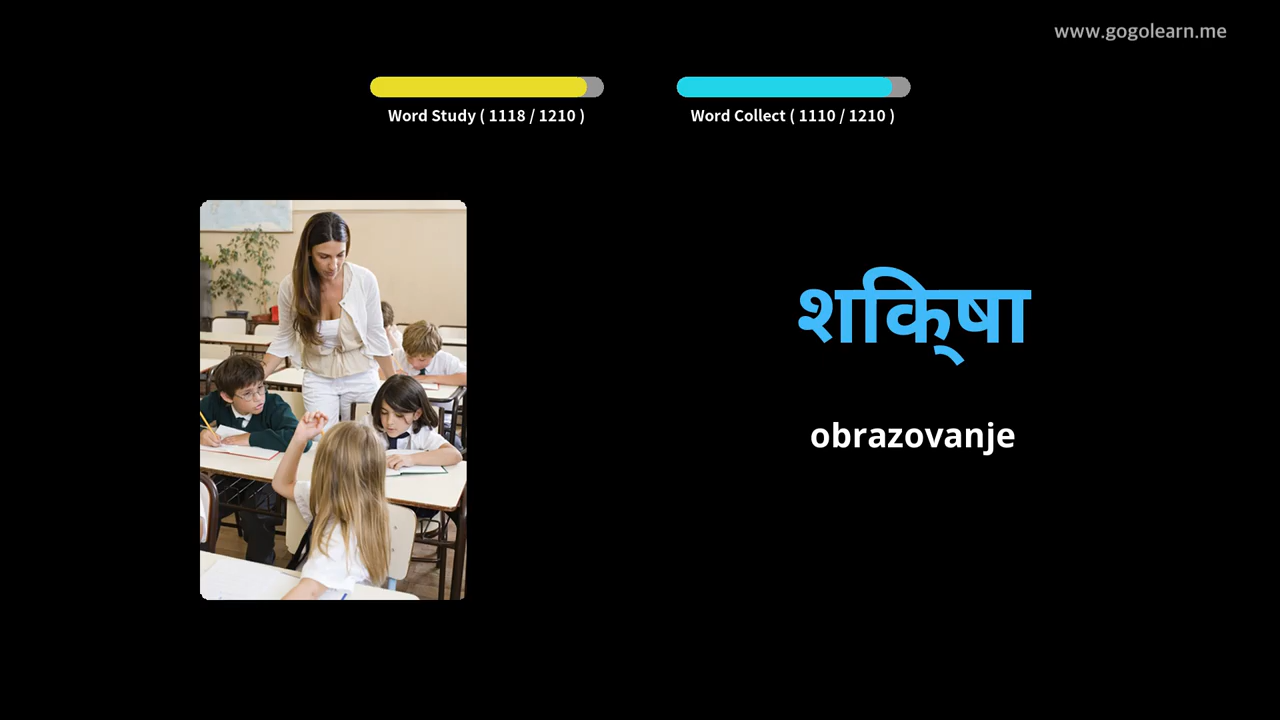 www.gogolearn.me
Word Study ( 1118 / 1210 )
Word Collect ( 1110 / 1210 )
शकि्षा
obrazovanje